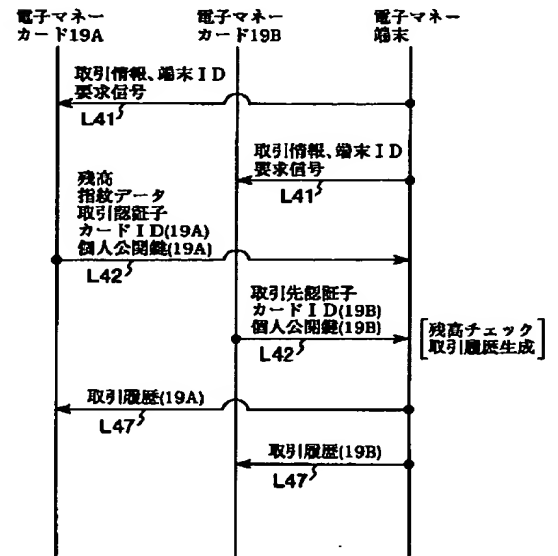 電子マネー
カード19A
電子マネー
カード19B
電子マネー
端末
取引情報、端末ID
要求信号
L41
取引情報、端末ID
要求信号
L41
残高
指紋データ
取引認証子
カードID(19A)
個人公開鍵(19A)
L42
取引先認証子
カードID(19B)
個人公開鍵(19B)
L42
残高チェック
取引履歴生成
取引履歴(19A)
L47
取引履歴(19B)
L47